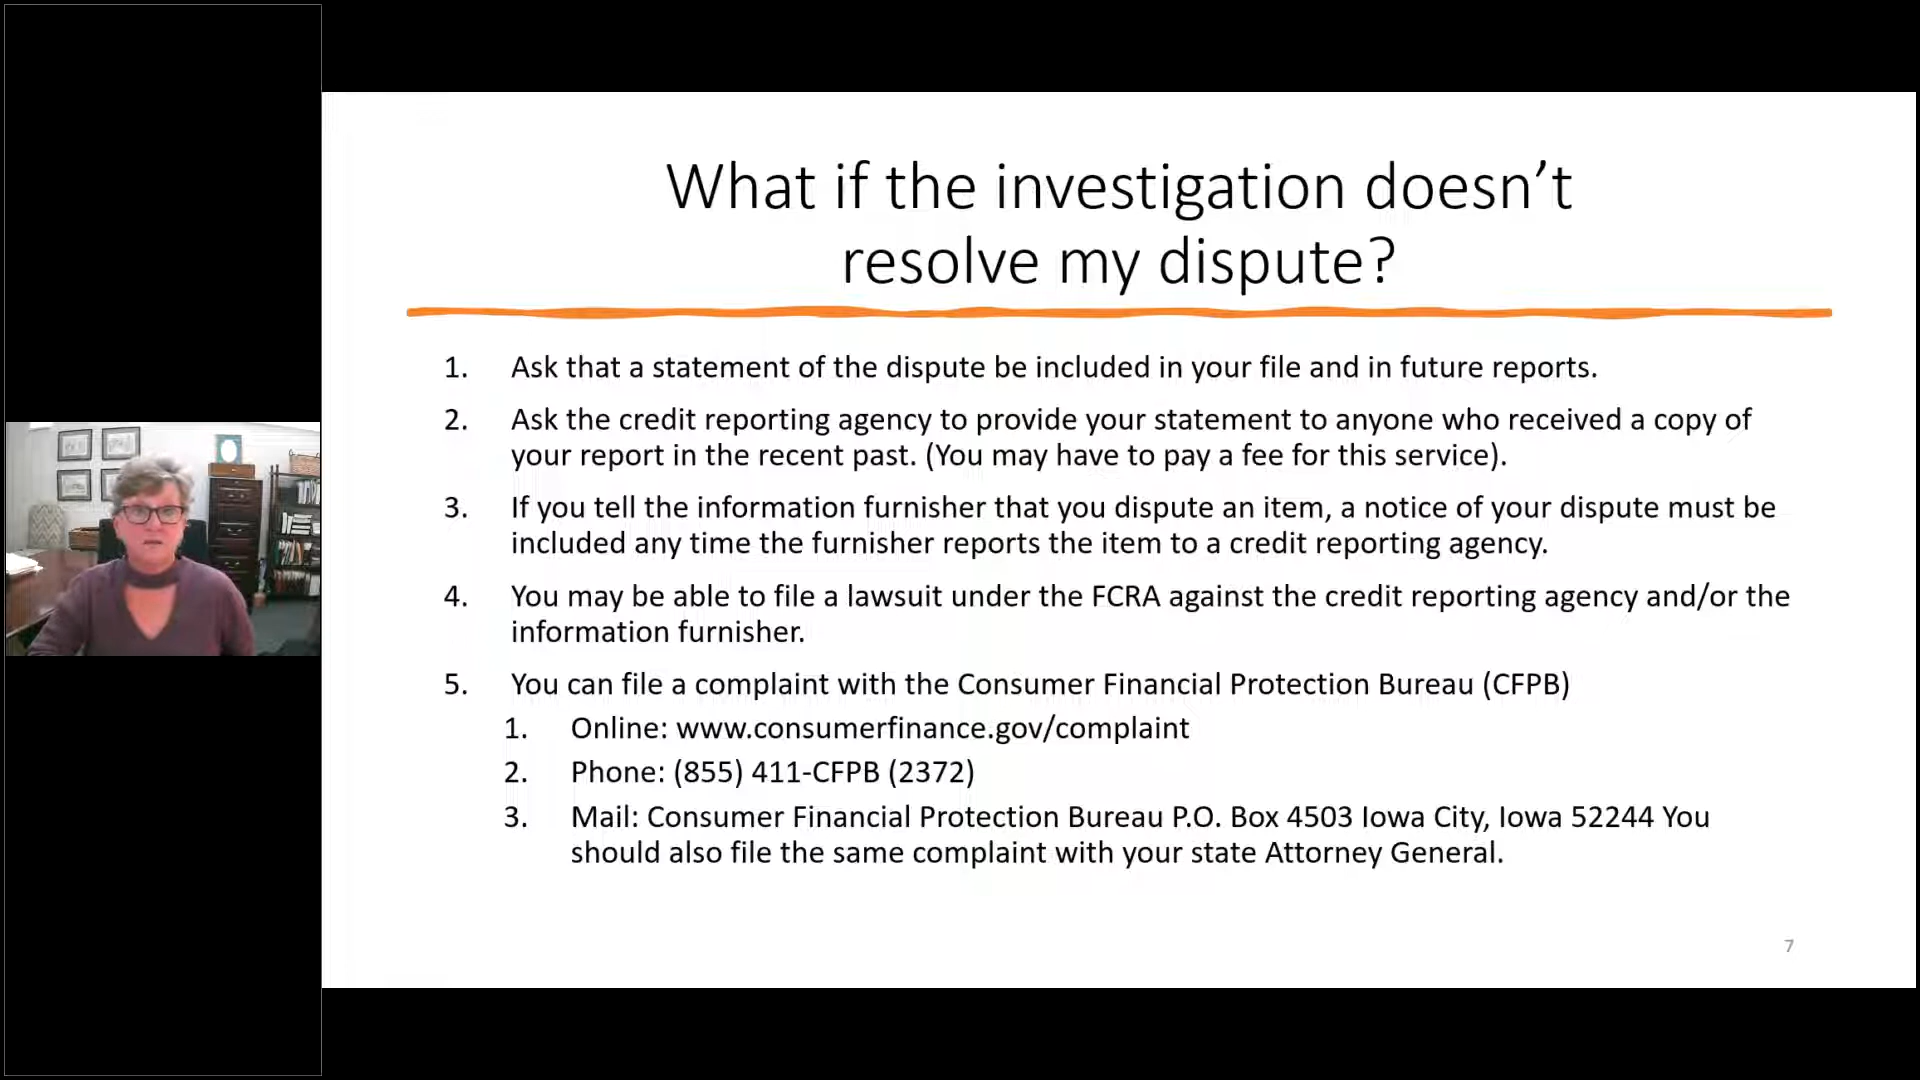 What if the investigation doesn’t
resolve my dispute?
1. Ask that a statement of the dispute be included in your file and in future reports.
2. Ask the credit reporting agency to provide your statement to anyone who received a copy of
your report in the recent past. (You may have to pay a fee for this service).
3. If you tell the information furnisher that you dispute an item, a notice of your dispute must be
included any time the furnisher reports the item to a credit reporting agency.
4. You may be able to file a lawsuit under the FCRA against the credit reporting agency and/or the
information furnisher.
5. You can file a complaint with the Consumer Financial Protection Bureau (CFPB)
1. Online: www.consumerfinance.gov/complaint
2. Phone: (855) 411-CFPB (2372)
3. Mail: Consumer Financial Protection Bureau P.O. Box 4503 Iowa City, Iowa 52244 You
should also file the same complaint with your state Attorney General.
7